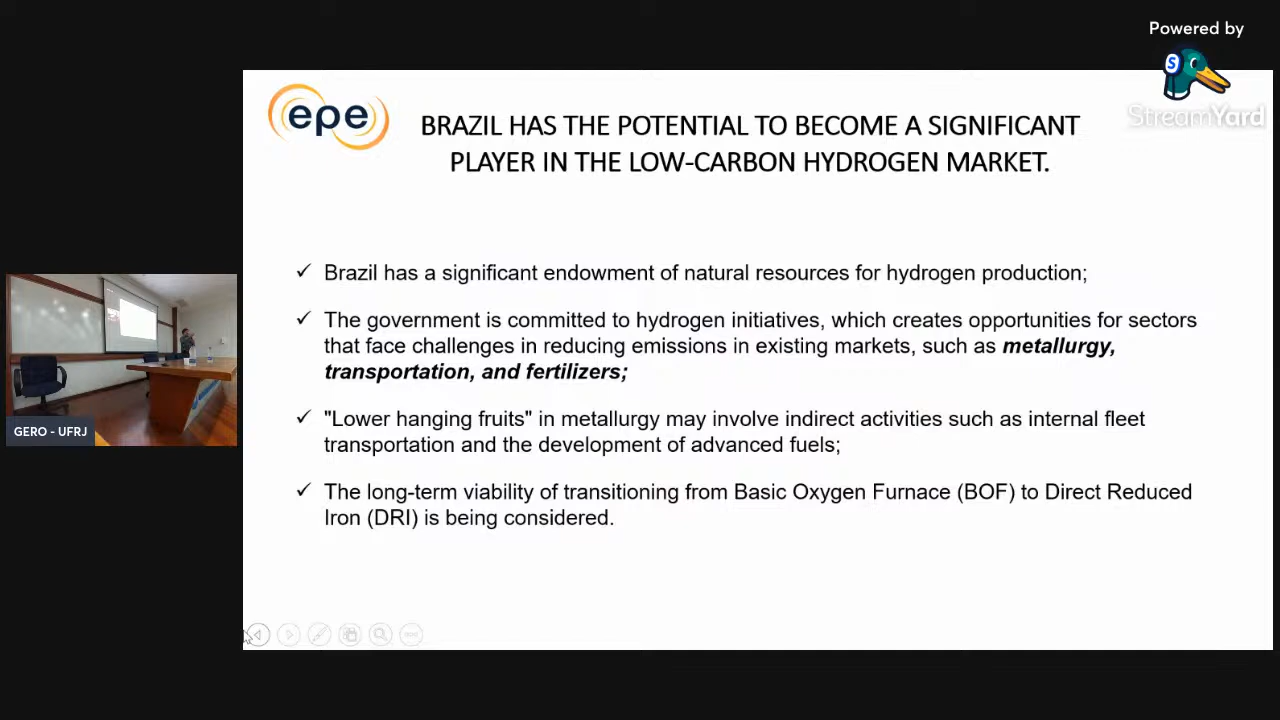 Powered by
StreamYard
epe
BRAZIL HAS THE POTENTIAL TO BECOME A SIGNIFICANT
PLAYER IN THE LOW-CARBON HYDROGEN MARKET.
✓ Brazil has a significant endowment of natural resources for hydrogen production;
✓ The government is committed to hydrogen initiatives, which creates opportunities for sectors
that face challenges in reducing emissions in existing markets, such as metallurgy,
transportation, and fertilizers;
✓ "Lower hanging fruits" in metallurgy may involve indirect activities such as internal fleet
transportation and the development of advanced fuels;
✓ The long-term viability of transitioning from Basic Oxygen Furnace (BOF) to Direct Reduced
Iron (DRI) is being considered.
GERO - UFRJ